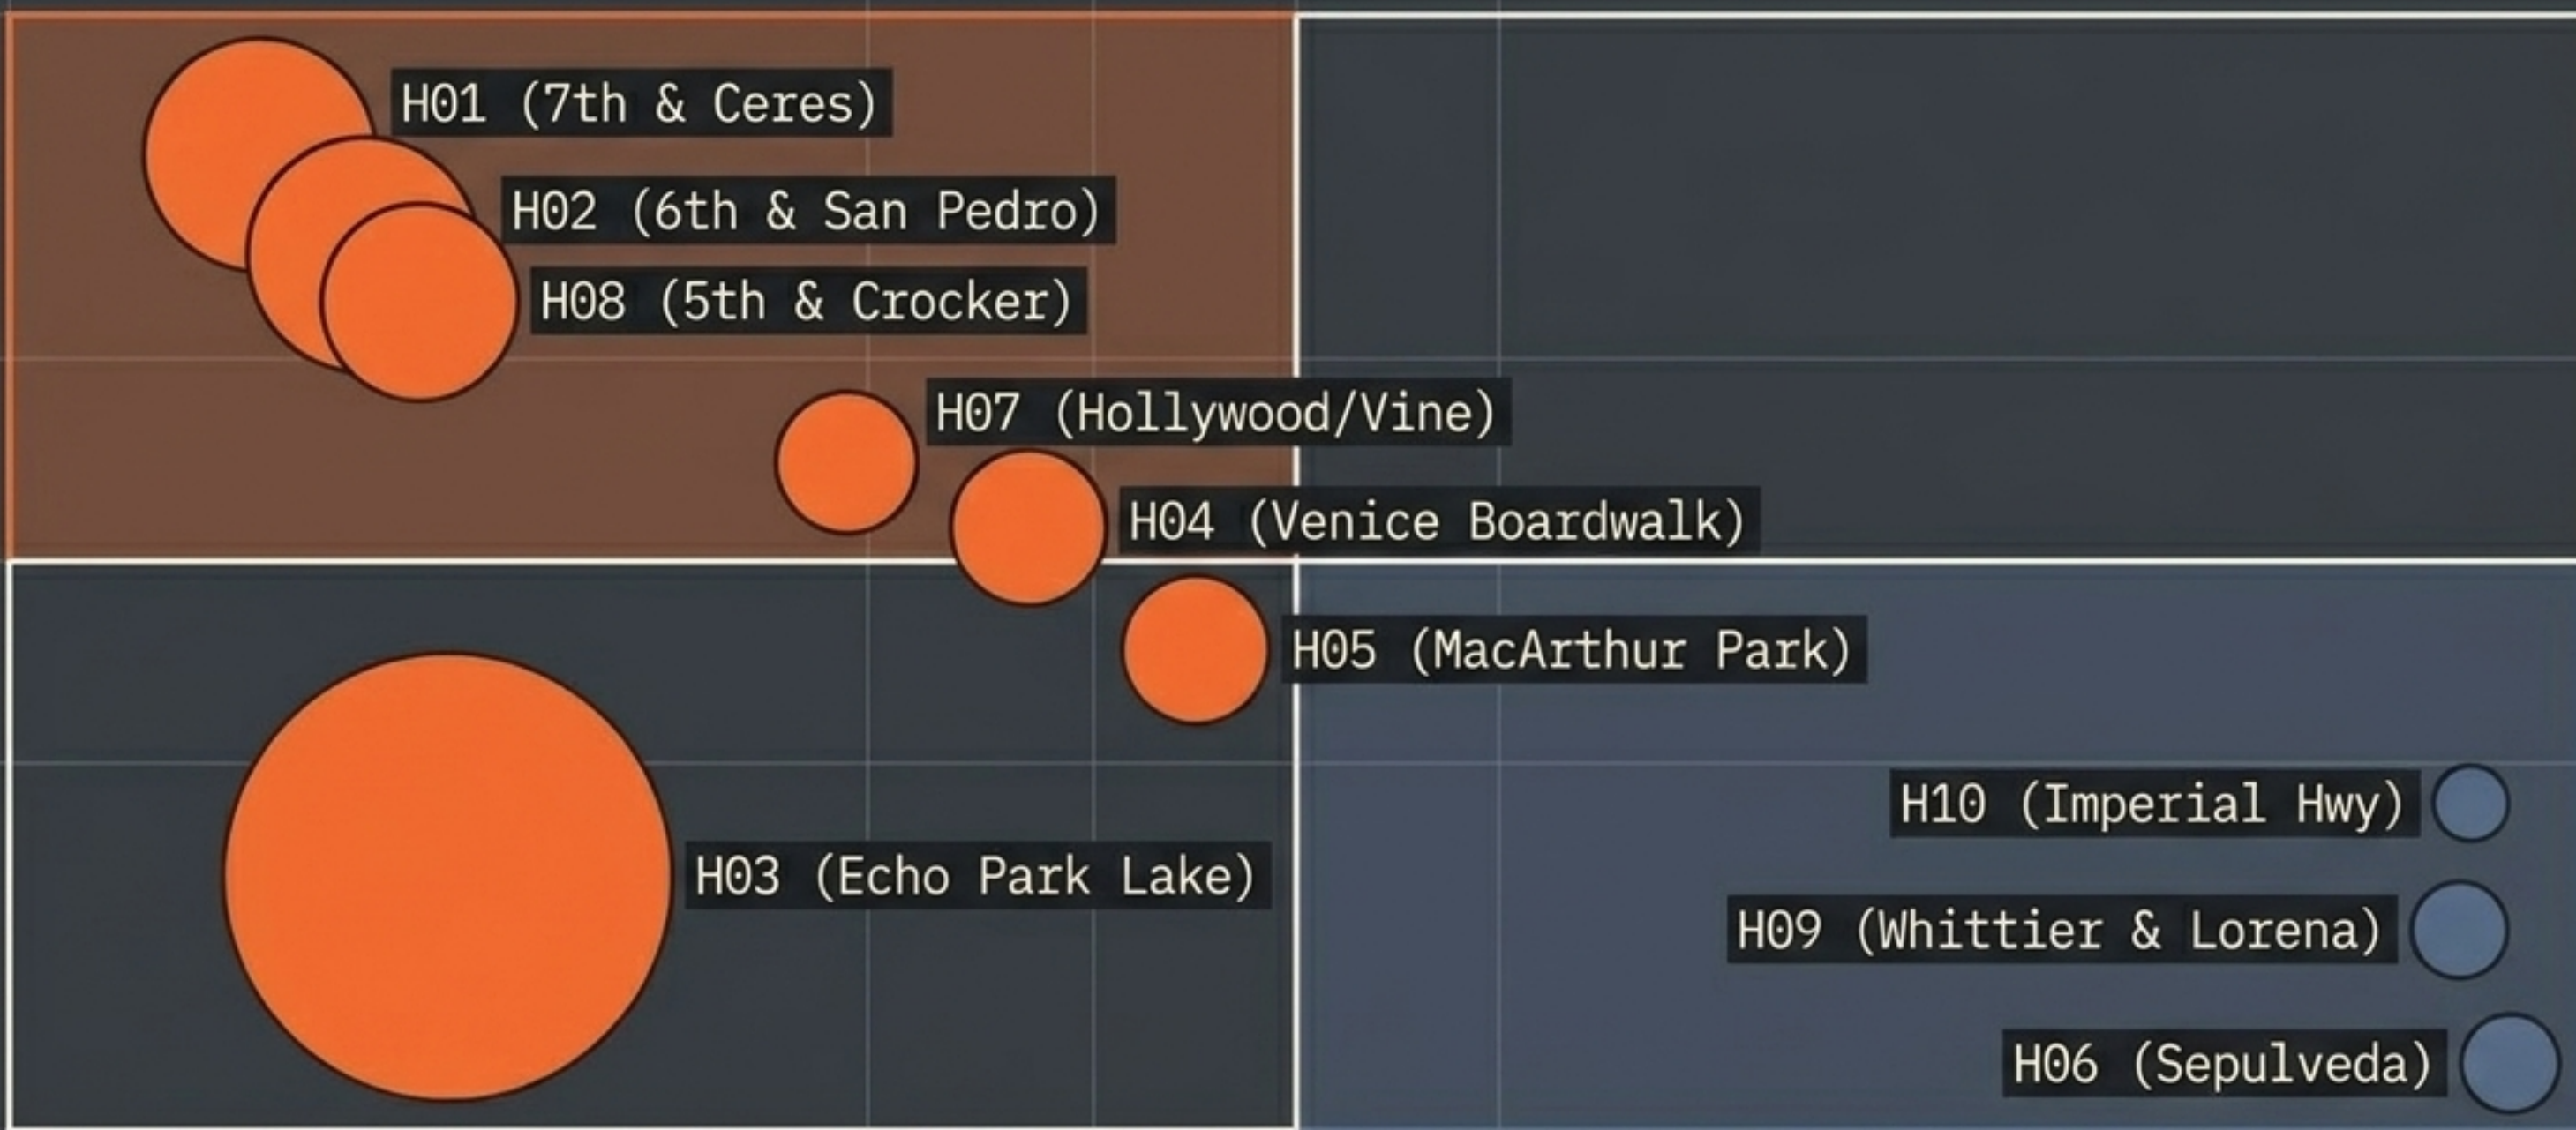 H01 (7th & Ceres)
H02 (6th & San Pedro)
H08 (5th & Crocker)
H07 (Hollywood/Vine)
H04 (Venice Boardwalk)
H05 (MacArthur Park)
H10 (Imperial Hwy)
H03 (Echo Park Lake)
H09 (Whittier & Lorena)
H06 (Sepulveda)